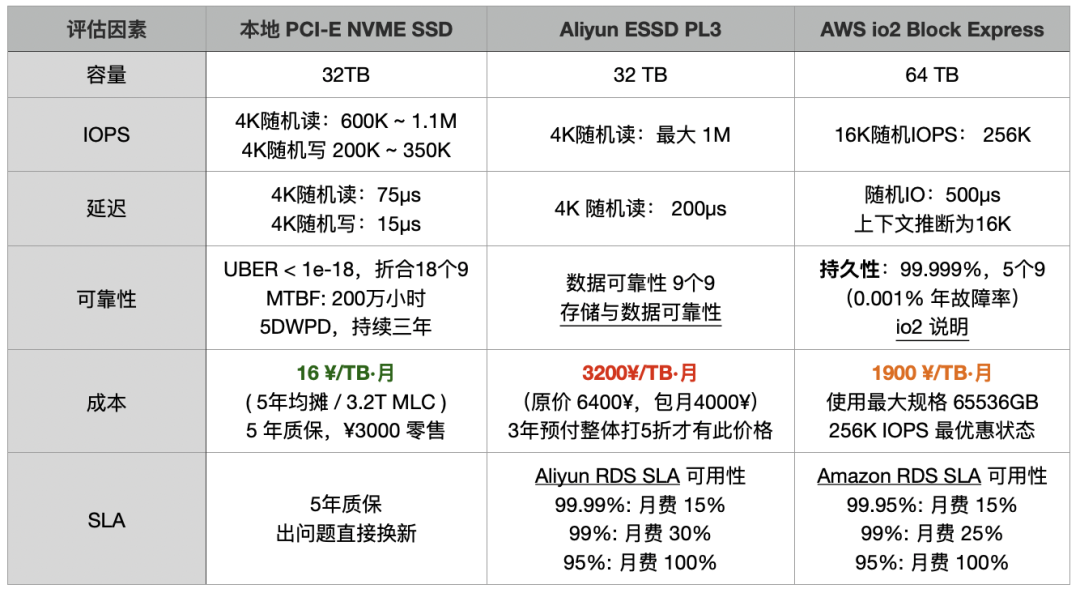 评估因素
本地 PCI-E NVME SSD
Aliyun ESSD PL3
AWS io2 Block Express
容量
32TB
32 TB
64 TB
IOPS
4K随机读：600K ~ 1.1M
4K随机写 200K ~ 350K
4K随机读：最大 1M
16K随机IOPS： 256K
延迟
4K随机读：75µs
4K随机写：15µs
4K 随机读： 200µs
随机IO：500µs
上下文推断为16K
可靠性
UBER < 1e-18，折合18个9
MTBF: 200万小时
5DWPD，持续三年
数据可靠性 9个9
存储与数据可靠性
持久性：99.999%，5个9
（0.001% 年故障率）
io2 说明
成本
16 ¥/TB·月
( 5年均摊 / 3.2T MLC )
5 年质保，¥3000 零售
3200¥/TB·月
（原价 6400¥，包月4000¥）
3年预付整体打5折才有此价格
1900 ¥/TB·月
使用最大规格 65536GB
256K IOPS 最优惠状态
SLA
5年质保
出问题直接换新
Aliyun RDS SLA 可用性
99.99%: 月费 15%
99%: 月费 30%
95%: 月费 100%
Amazon RDS SLA 可用性
99.95%: 月费 15%
99%: 月费 25%
95%: 月费 100%